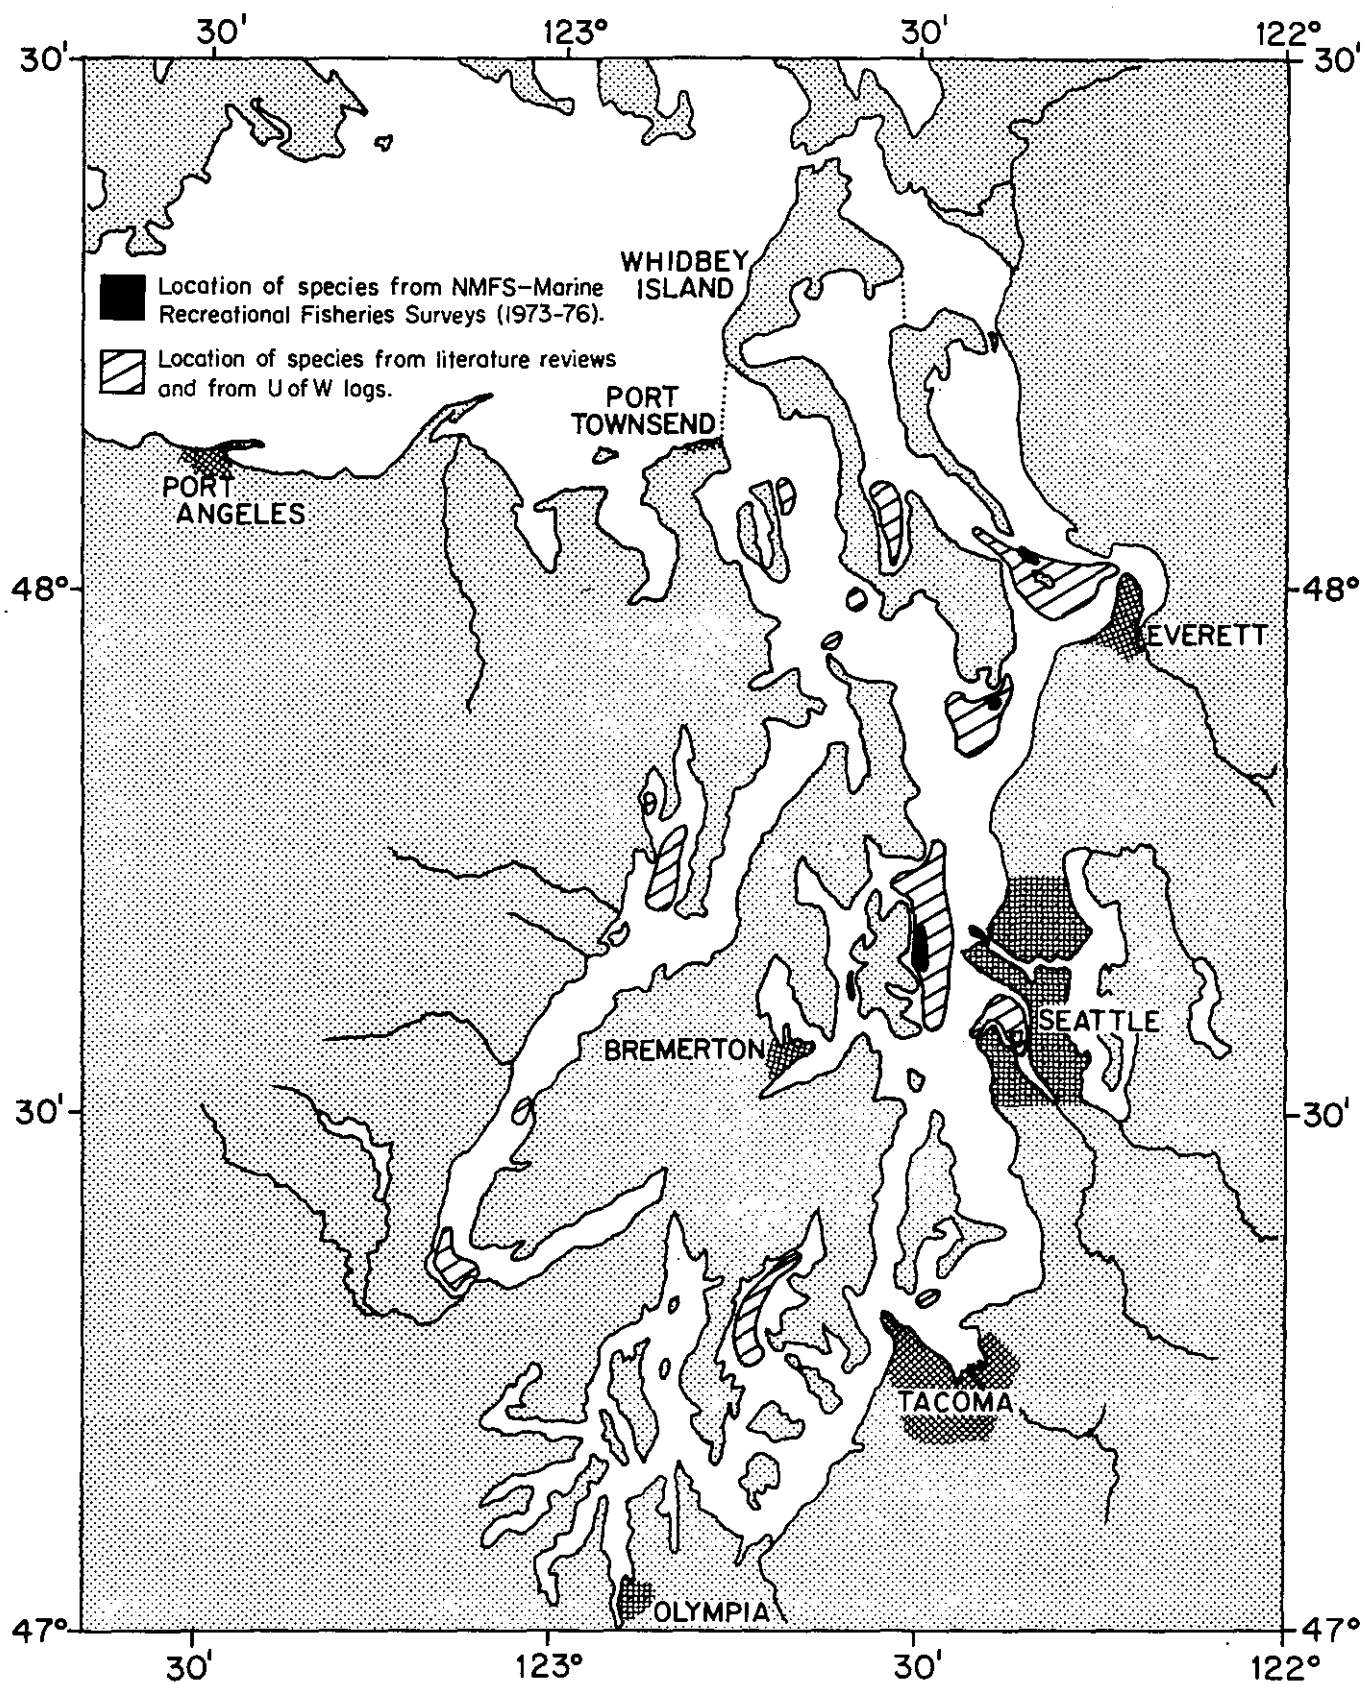 30' 123° 30' 122°
30' 30'
WHIDBEY
ISLAND
Location of species from NMFS-Marine
Recreational Fisheries Surveys (1973-76).
Location of species from literature reviews
and from U of W logs.
PORT
TOWNSEND
PORT
ANGELES
48° 48°
EVERETT
SEATTLE
BREMERTON
30' 30'
TACOMA
OLYMPIA
47° 47°
30' 123° 30' 122°